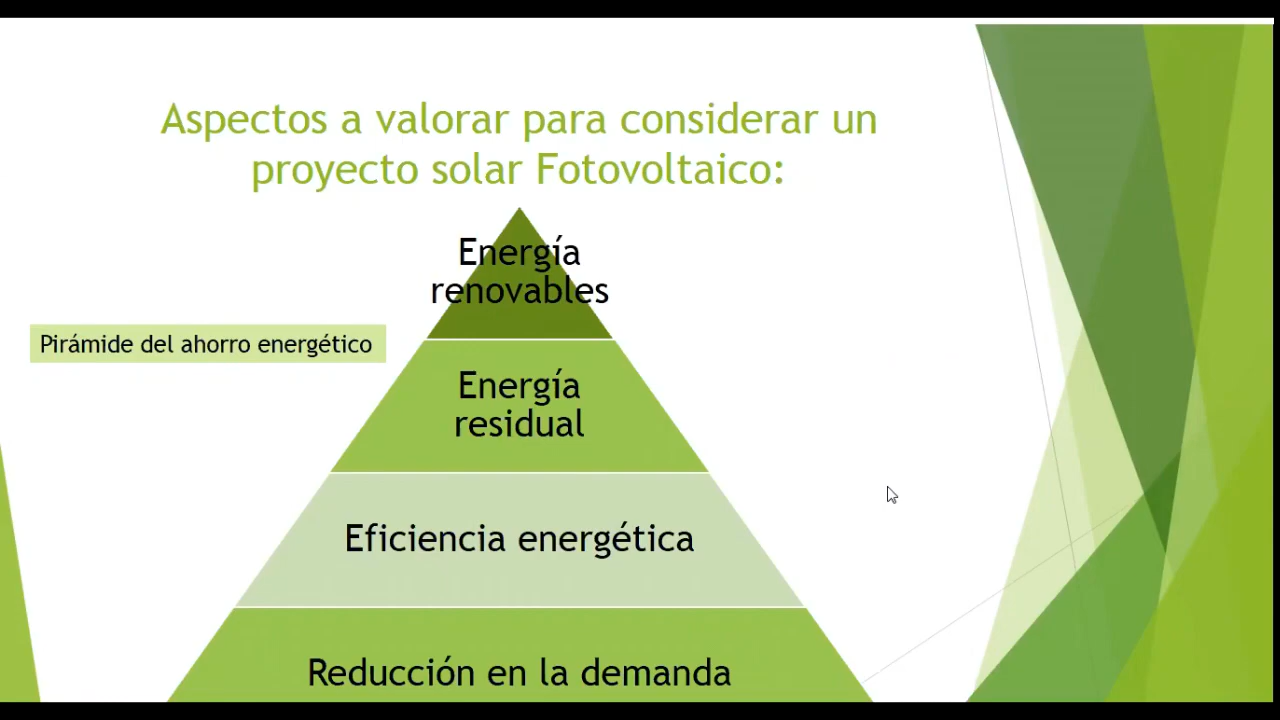 Aspectos a valorar para considerar un
proyecto solar Fotovoltaico:
Energía
renovables
Pirámide del ahorro energético
Energía
residual
Eficiencia energética
Reducción en la demanda